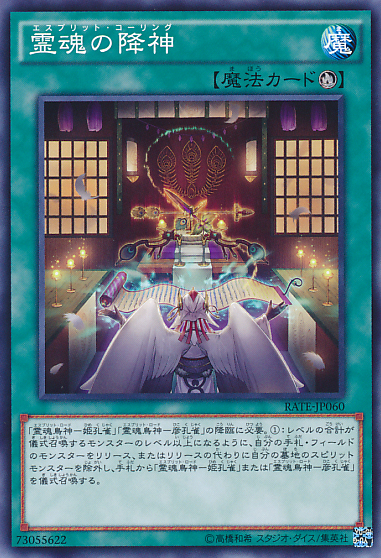 エスプリット・コーリング
霊魂の降神
魔
まほう
【魔法カード】
RATE-JP060
「霊魂鳥神－姫孔雀」「霊魂鳥神－彦孔雀」の降臨に必要。①：レベルの合計が
儀式召喚するモンスターのレベル以上になるように、自分の手札・フィールド
のモンスターをリリース、またはリリースの代わりに自分の墓地のスピリット
モンスターを除外し、手札から「霊魂鳥神－姫孔雀」または「霊魂鳥神－彦孔雀」
を儀式召喚する。
73055622
©高橋和希 スタジオ・ダイス/集英社